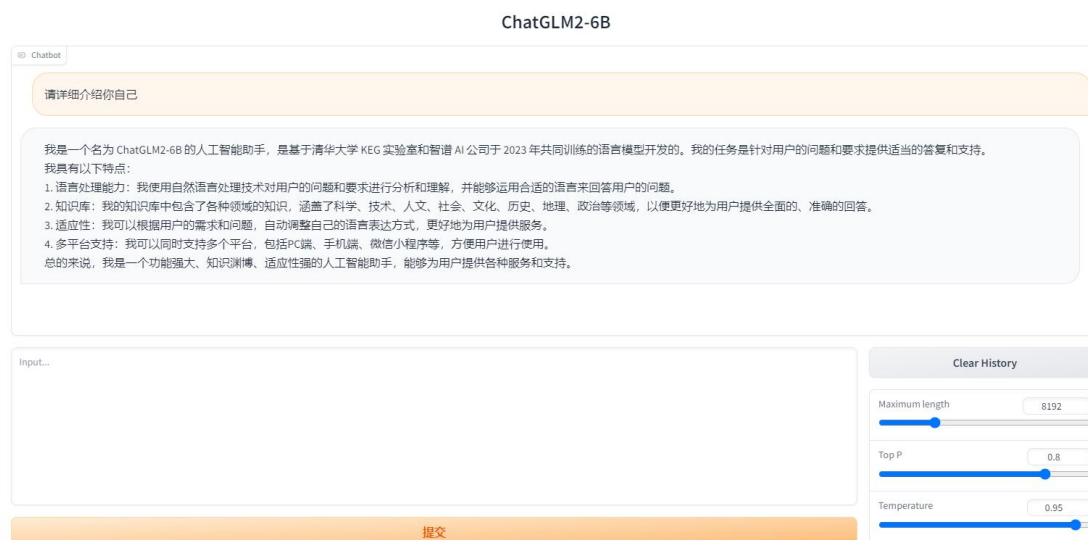 ChatGLM2-6B
Chatbot
请详细介绍你自己
我是一个名为 ChatGLM2-6B 的人工智能助手，是基于清华大学 KEG 实验室和智谱 AI 公司于 2023 年共同训练的语言模型开发的。我的任务是针对用户的问题和要求提供适当的答复和支持。
我具有以下特点：
1. 语言处理能力：我使用自然语言处理技术对用户的问题和要求进行分析和理解，并能够运用合适的语言来回答用户的问题。
2. 知识库：我的知识库中包含了各种领域的知识，涵盖了科学、技术、人文、社会、文化、历史、地理、政治等领域，以便更好地为用户提供全面的、准确的回答。
3. 适应性：我可以根据用户的需求和问题，自动调整自己的语言表达方式，更好地为用户提供服务。
4. 多平台支持：我可以同时支持多个平台，包括PC端、手机端、微信小程序等，方便用户进行使用。
总的来说，我是一个功能强大、知识渊博、适应性强的人工智能助手，能够为用户提供各种服务和支持。
Input...
Clear History
Maximum length 8192
Top P 0.8
Temperature 0.95
提交